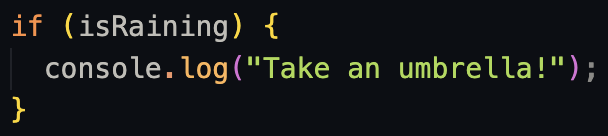 if (isRaining) {
  console.log("Take an umbrella!");
}